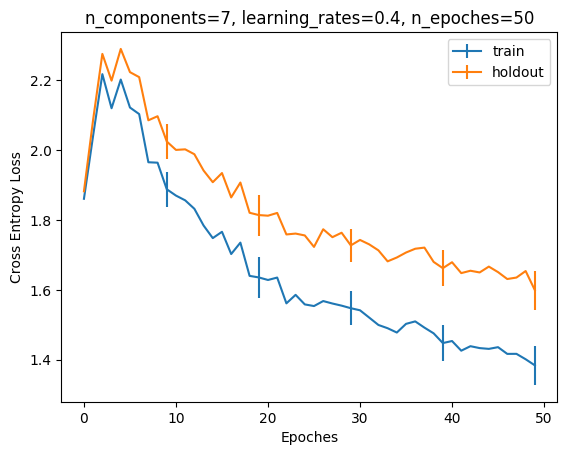 n_components=7, learning_rates=0.4, n_epoches=50
train
holdout
Cross Entropy Loss
2.2
2.0
1.8
1.6
1.4
0 10 20 30 40 50
Epoches